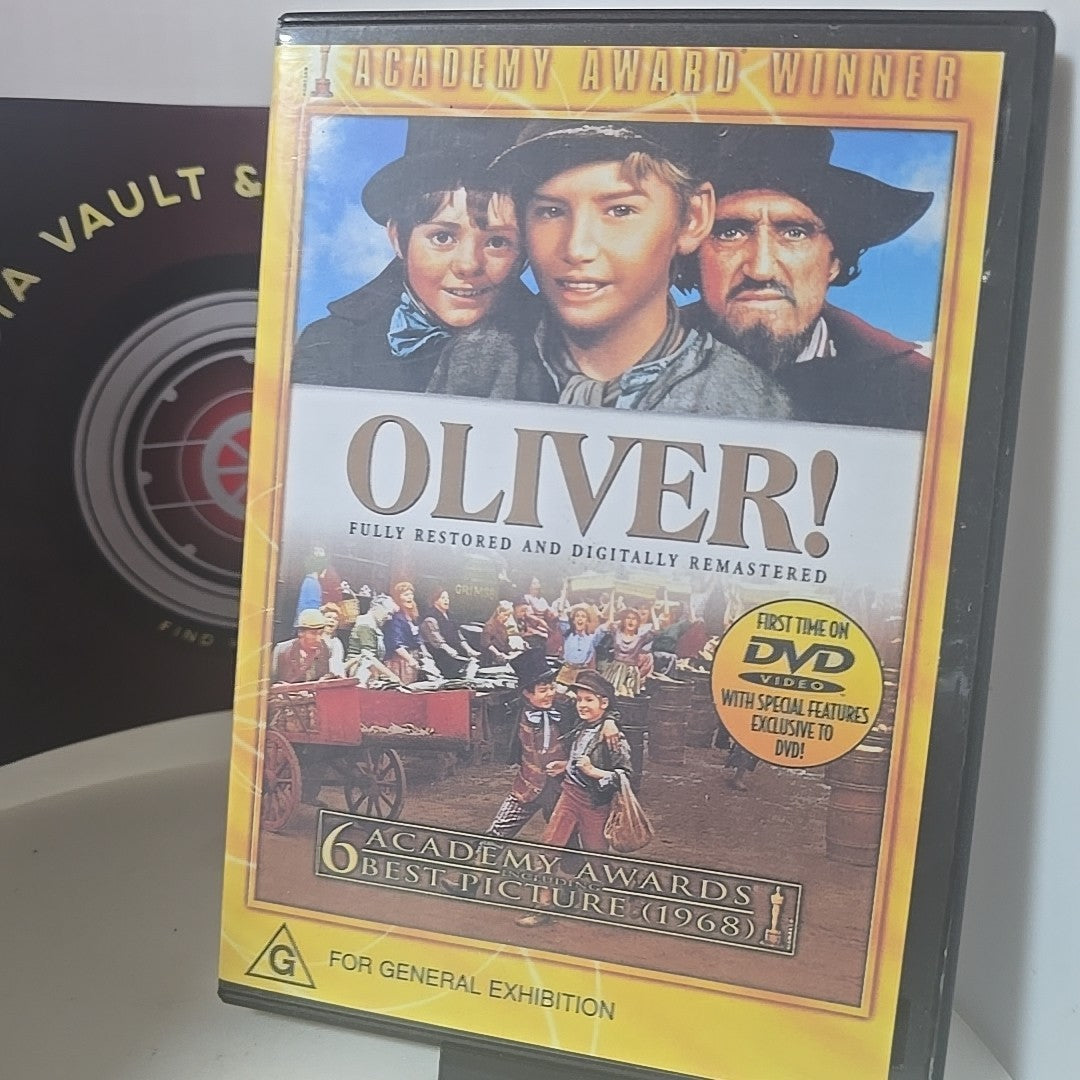 ACADEMY AWARD WINNER
VAULT &
OLIVER!
FULLY RESTORED AND DIGITALLY REMASTERED
FIRST TIME ON
DVD
VIDEO
WITH SPECIAL FEATURES
EXCLUSIVE TO
DVD!
6 ACADEMY AWARDS
INCLUDING
BEST PICTURE (1968)
G
FOR GENERAL EXHIBITION
FIND